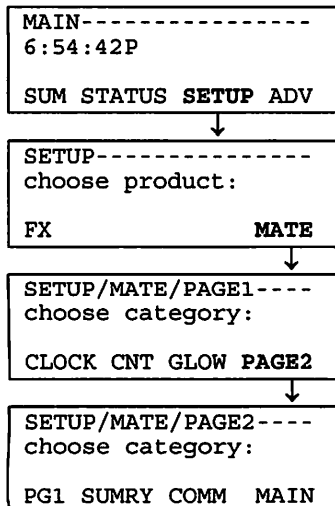 MAIN----------------
6:54:42P
SUM STATUS SETUP ADV
SETUP---------------
choose product:
FX MATE
SETUP/MATE/PAGE1----
choose category:
CLOCK CNT GLOW PAGE2
SETUP/MATE/PAGE2----
choose category:
PG1 SUMRY COMM MAIN